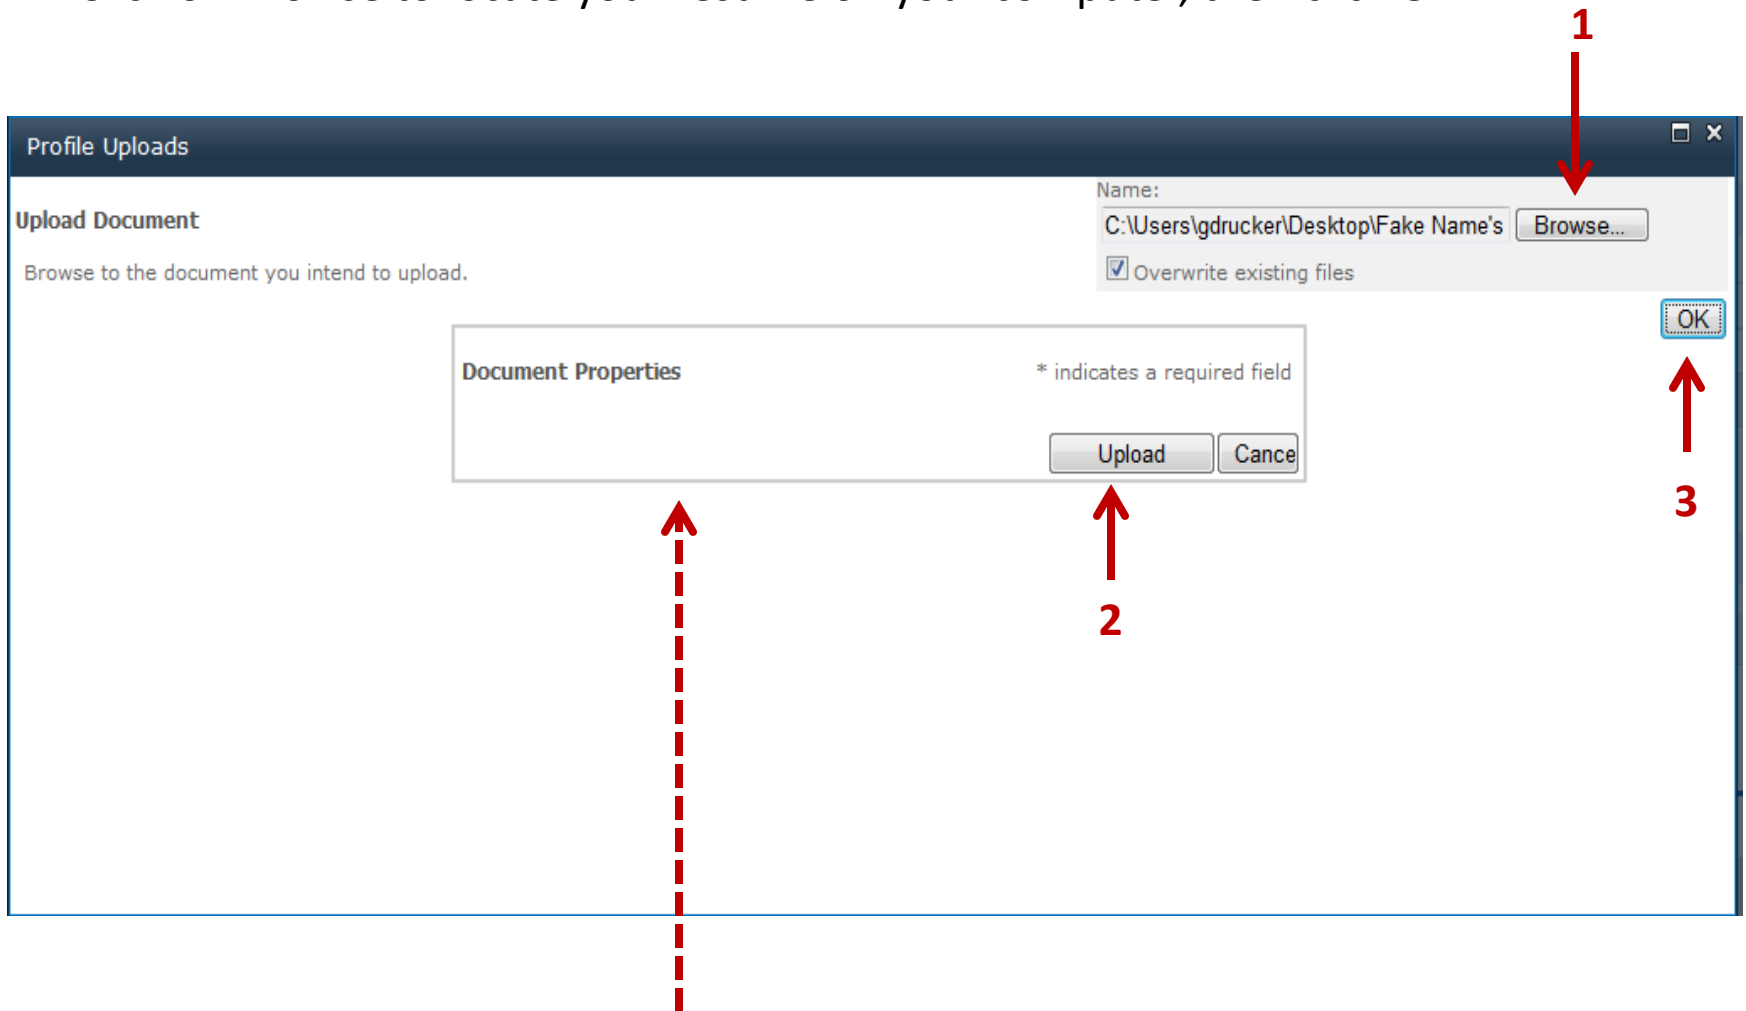 1
Profile Uploads
Name:
Upload Document
C:\Users\gdrucker\Desktop\Fake Name's
Browse...
Browse to the document you intend to upload.
Overwrite existing files
OK
Document Properties
* indicates a required field
Upload
Cance
3
2